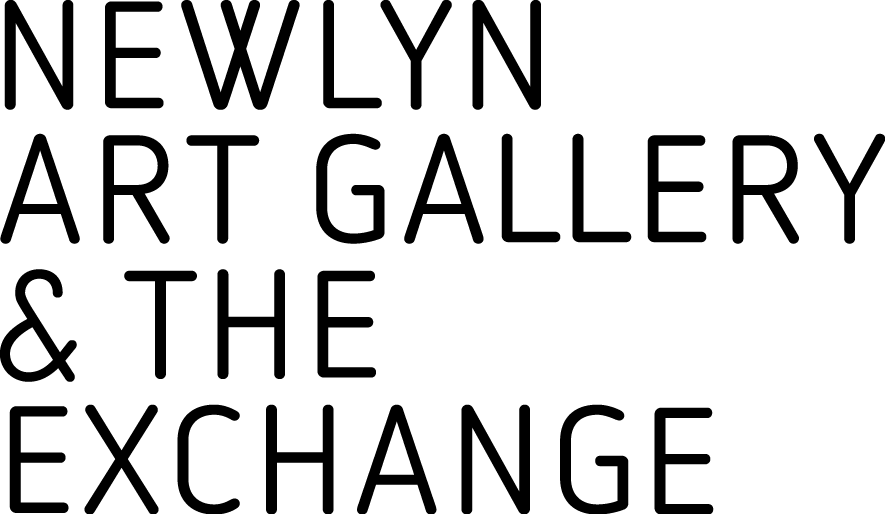 NEWLYN
ART GALLERY
& THE
EXCHANGE